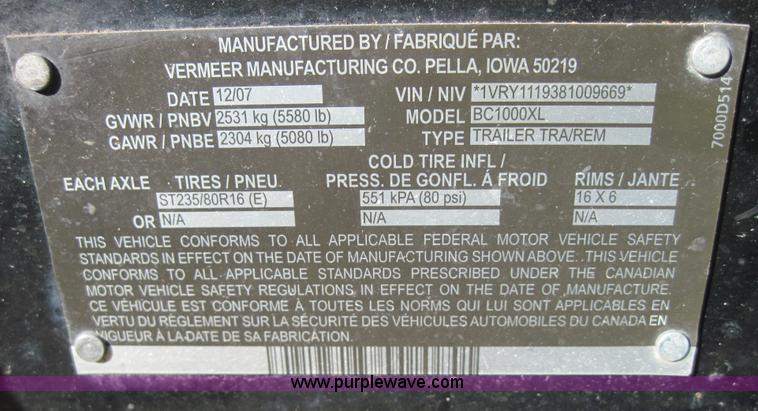 MANUFACTURED BY / FABRIQUÉ PAR:
VERMEER MANUFACTURING CO. PELLA, IOWA 50219
DATE 12/07 VIN / NIV *1VRY1119381009669*
GVWR / PNBV 2531 kg (5580 lb) MODEL BC1000XL
GAWR / PNBE 2304 kg (5080 lb) TYPE TRAILER TRA/REM
7000D514
COLD TIRE INFL /
EACH AXLE TIRES / PNEU PRESS. DE GONFL. Á FROID RIMS / JANTE
ST235/80R16 (E) 551 kPA (80 psi) 16 X 6
OR N/A N/A N/A
THIS VEHICLE CONFORMS TO ALL APPLICABLE FEDERAL MOTOR VEHICLE SAFETY
STANDARDS IN EFFECT ON THE DATE OF MANUFACTURING SHOWN ABOVE. THIS VEHICLE
CONFORMS TO ALL APPLICABLE STANDARDS PRESCRIBED UNDER THE CANADIAN
MOTOR VEHICLE SAFETY REGULATIONS IN EFFECT ON THE DATE OF MANUFACTURE.
CE VÉHICULE EST CONFORME À TOUTES LES NORMS QUI LUI SONT APPLICABLES EN
VERTU DU RÉGLEMENT SUR LA SÉCURITÉ DES VÉHICULES AUTOMOBILES DU CANADA EN
VIGUEUR À LA DATE DE SA FABRICATION.
www.purplewave.com